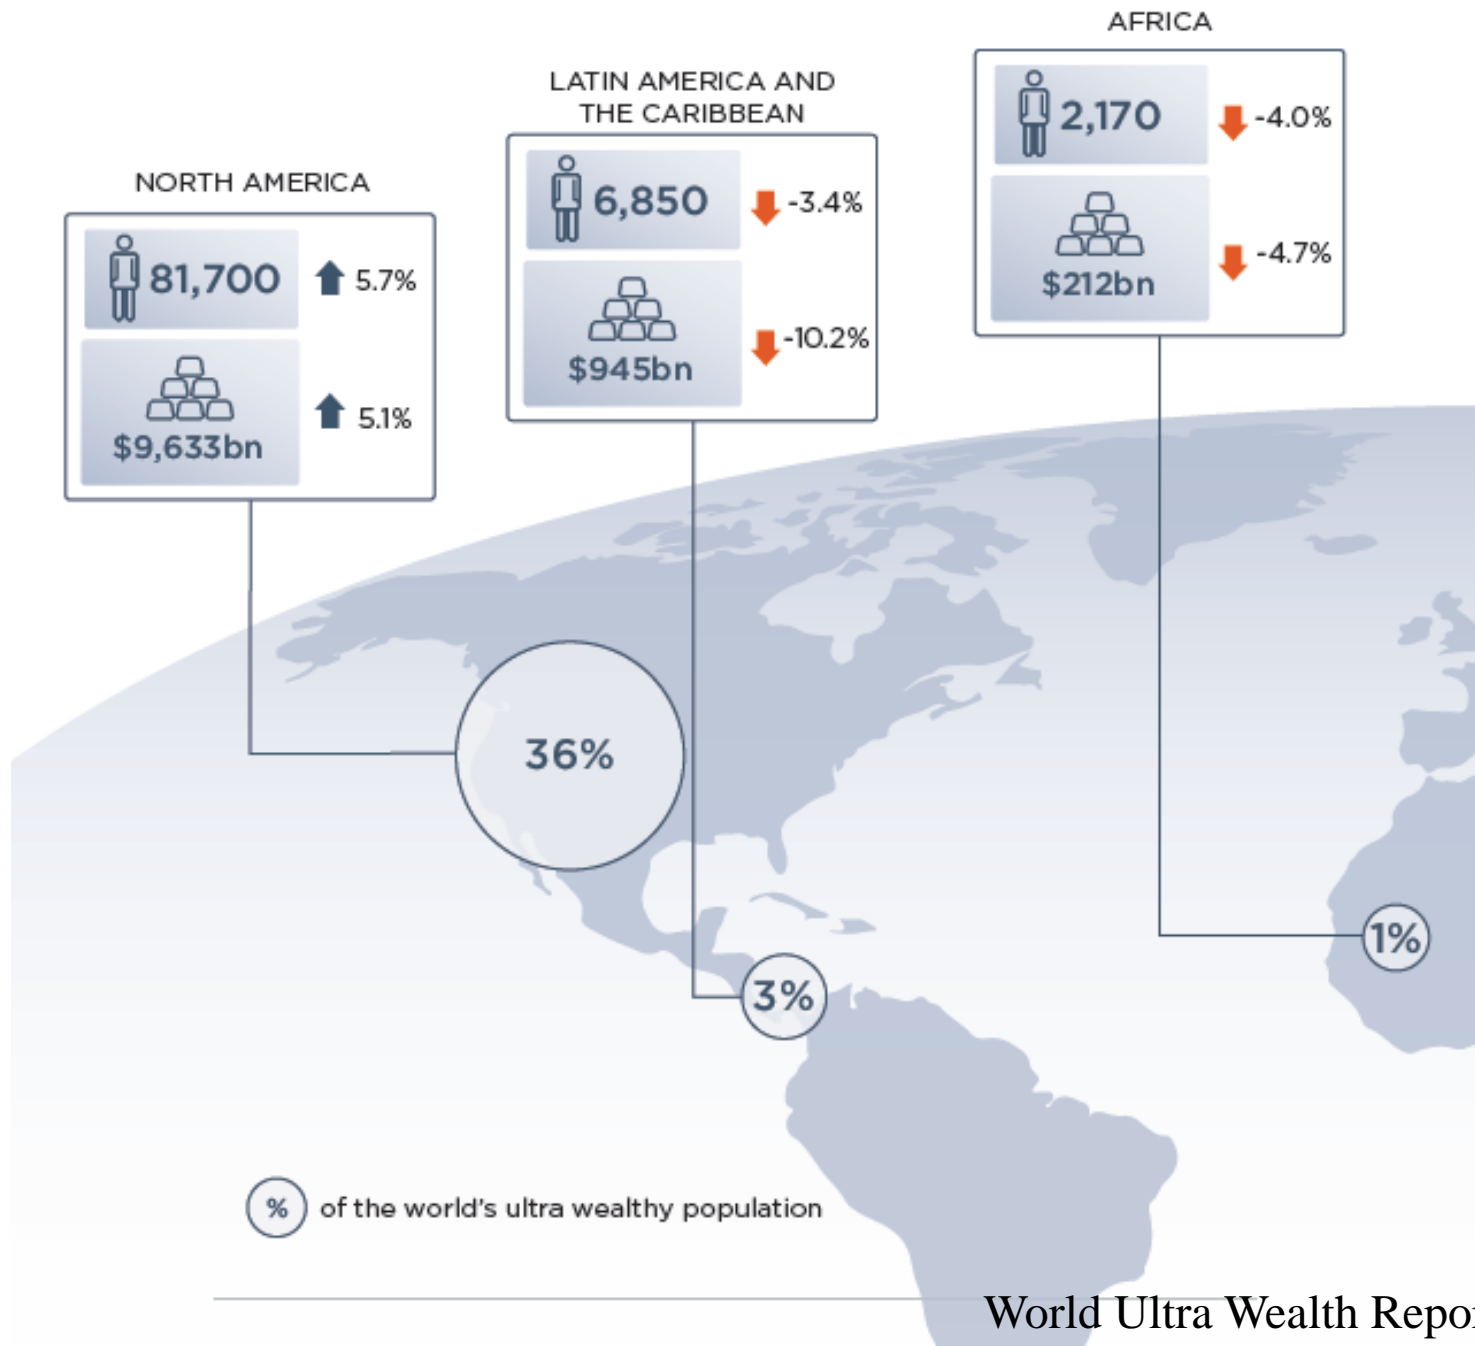 AFRICA
2,170
-4.0%
$212bn
-4.7%
LATIN AMERICA AND
THE CARIBBEAN
6,850
-3.4%
$945bn
-10.2%
NORTH AMERICA
81,700
5.7%
$9,633bn
5.1%
36%
1%
3%
% of the world's ultra wealthy population
World Ultra Wealth